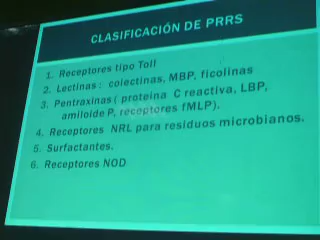 CLASIFICACIÓN DE PRRS
1. Receptores tipo Toll
2. Lectinas : colectinas, MBP, ficolinas
3. Pentraxinas ( proteína C reactiva, LBP,
amiloide P, receptores fMLP).
4. Receptores NRL para residuos microbianos.
5. Surfactantes.
6. Receptores NOD